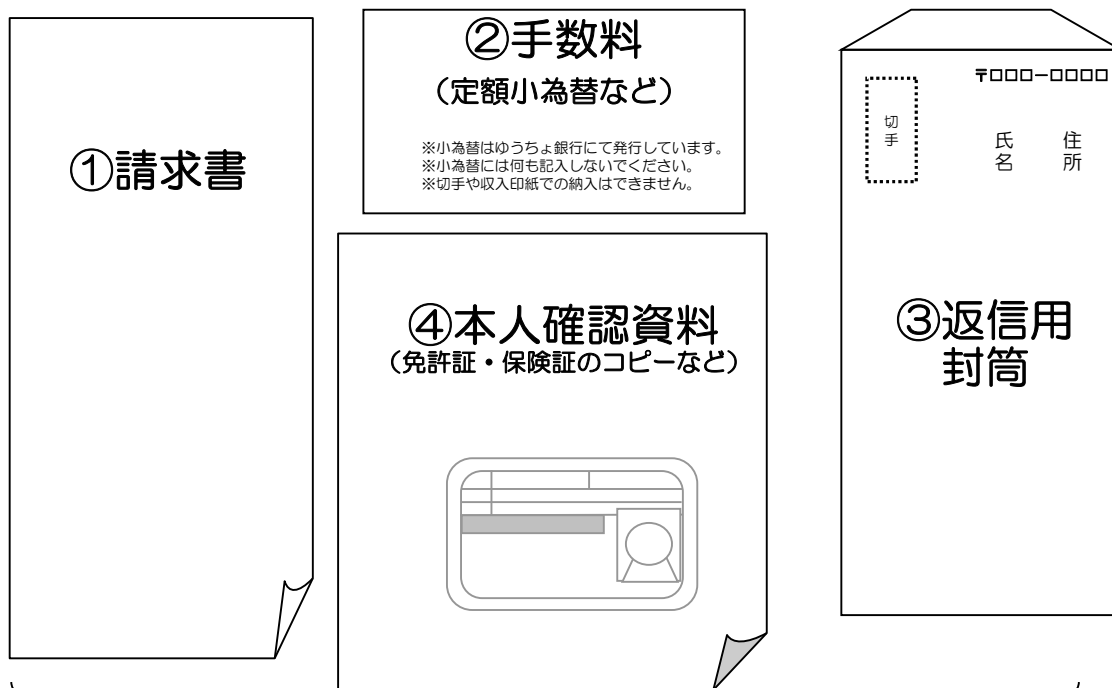 ①請求書
②手数料
（定額小為替など）
※小為替はゆうちょ銀行にて発行しています。
※小為替には何も記入しないでください。
※切手や収入印紙での納入はできません。
〒□□□−□□□□
切手
住所
氏名
③返信用
封筒
④本人確認資料
（免許証・保険証のコピーなど）